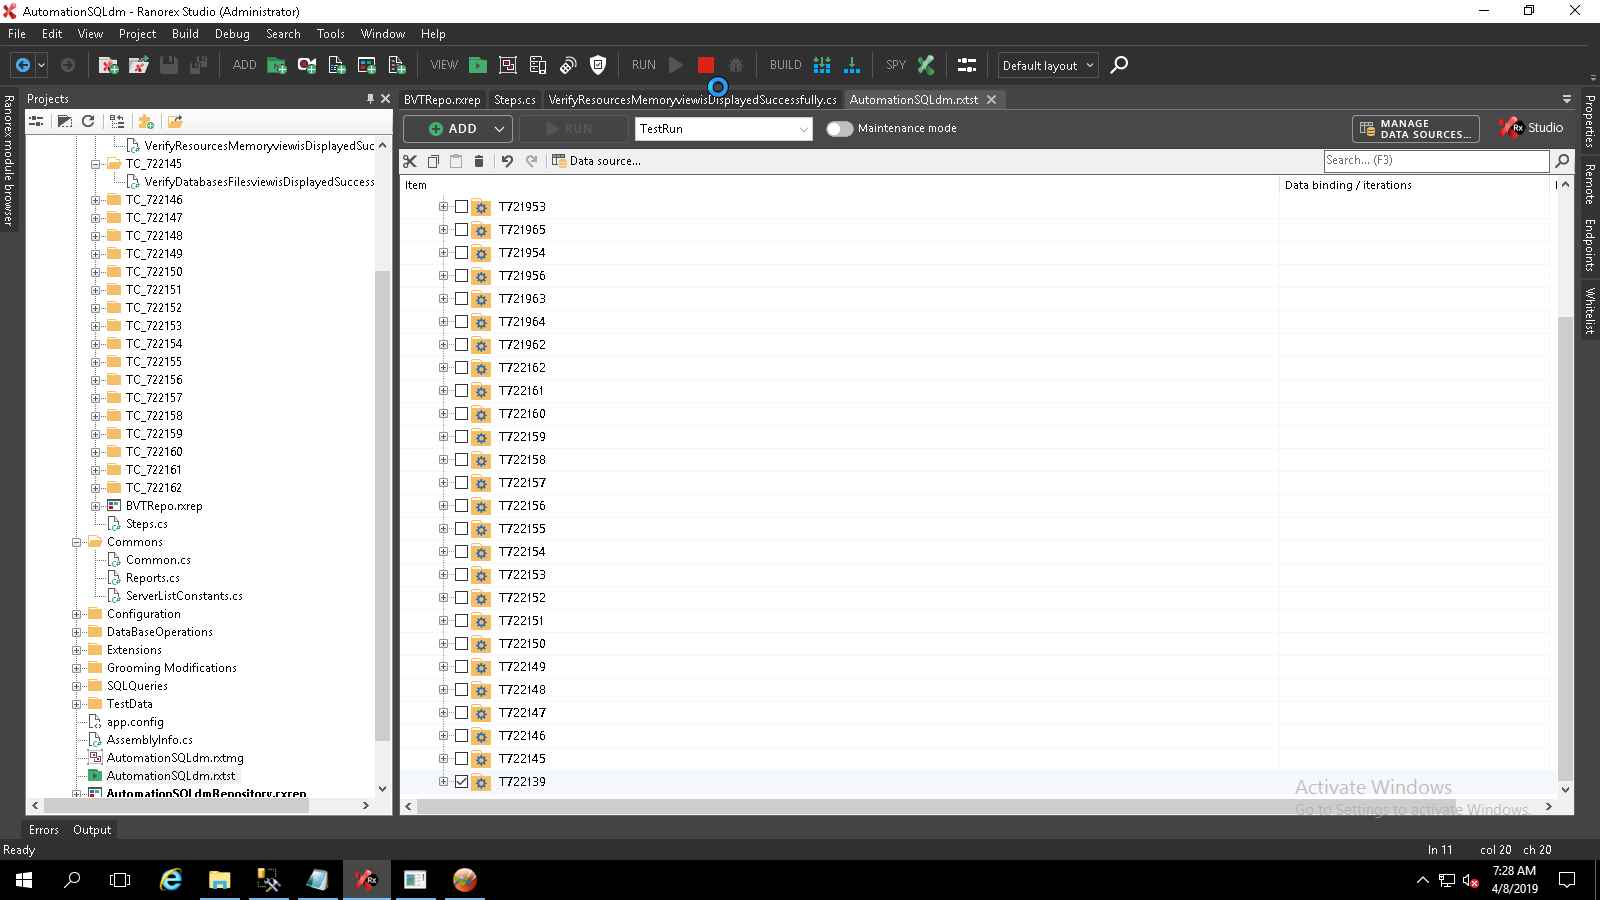 AutomationSQLdm - Ranorex Studio (Administrator)
File Edit View Project Build Debug Search Tools Window Help
ADD VIEW RUN BUILD SPY Default layout
Ranorex module browser
Projects
VerifyResourcesMemoryviewisDisplayedSuc
TC_722145
VerifyDatabasesFilesviewisDisplayedSuccess
TC_722146
TC_722147
TC_722148
TC_722149
TC_722150
TC_722151
TC_722152
TC_722153
TC_722154
TC_722155
TC_722156
TC_722157
TC_722158
TC_722159
TC_722160
TC_722161
TC_722162
BVTRepo.rxrep
Steps.cs
Commons
Common.cs
Reports.cs
ServerListConstants.cs
Configuration
DataBaseOperations
Extensions
Grooming Modifications
SQLQueries
TestData
app.config
AssemblyInfo.cs
AutomationSQLdm.rxtmg
AutomationSQLdm.rxtst
AutomationSQLdmRepository.rxrep
BVTRepo.rxrep Steps.cs VerifyResourcesMemoryviewisDisplayedSuccessfully.cs AutomationSQLdm.rxtst
ADD RUN TestRun Maintenance mode MANAGE DATA SOURCES... Rx Studio
Data source... Search... (F3)
Item Data binding / iterations
T721953
T721965
T721954
T721956
T721963
T721964
T721962
T722162
T722161
T722160
T722159
T722158
T722157
T722156
T722155
T722154
T722153
T722152
T722151
T722150
T722149
T722148
T722147
T722146
T722145
T722139
Activate Windows
Go to Settings to activate Windows.
Properties
Remote Endpoints
Whitelist
Errors Output
Ready ln 11 col 20 ch 20
7:28 AM
4/8/2019